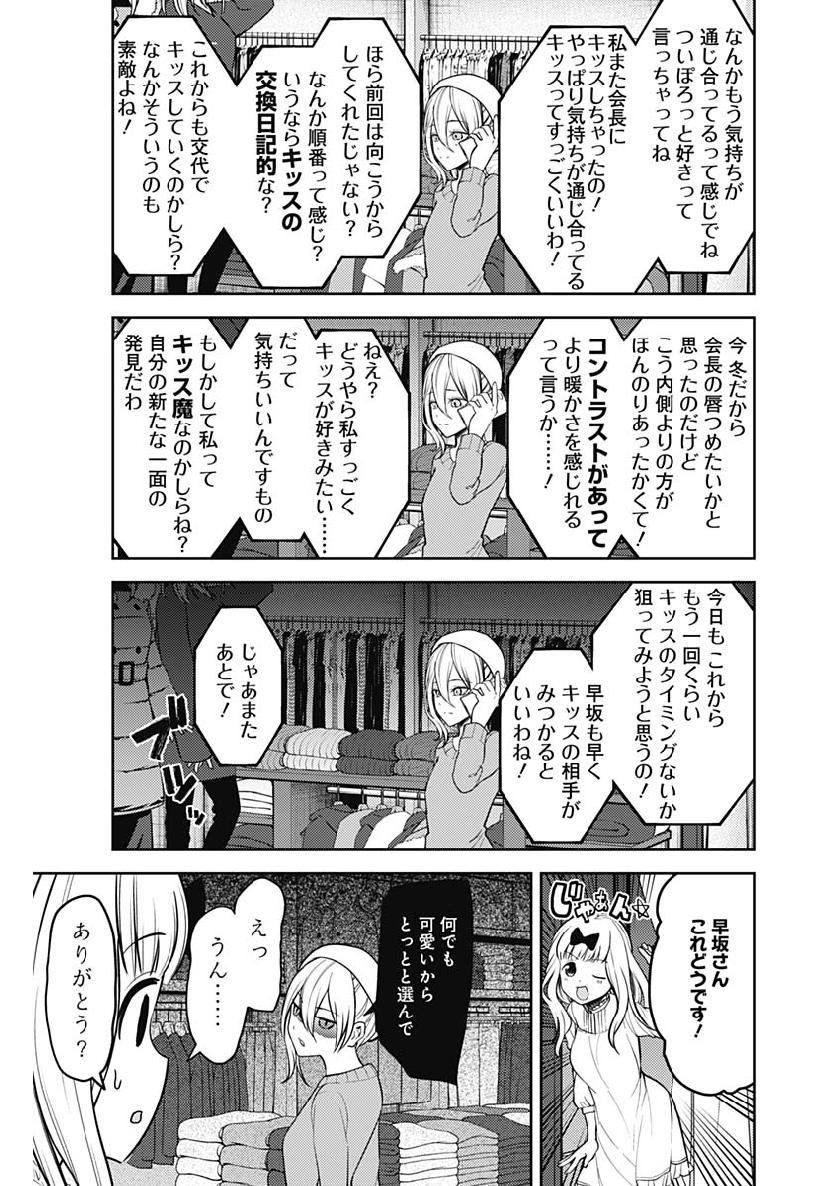 なんかもう気持ちが
通じ合ってるって感じでね
ついぽろっと好きって
言っちゃってね
私また会長に
キッスしちゃったの!
やっぱり気持ちが通じ合ってる
キッスってすっごくいいわ!
ほら前回は向こうから
してくれたじゃない?
なんか順番って感じ?
いうならキッスの
交換日記的な?
これからも交代で
キッスしていくのかしら?
なんかそういうのも
素敵よね!
今冬だから
会長の唇つめたいかと
思ったのだけど
こう内側よりの方が
ほんのりあったかくて!
コントラストがあって
より暖かさを感じれる
って言うか……!
ねえ?
どうやら私すっごく
キッスが好きみたい……
だって
気持ちいいんですもの
もしかして私って
キッス魔なのかしらね?
自分の新たな一面の
発見だわ
今日もこれから
もう一回くらい
キッスのタイミングないか
狙ってみようと思うの!
早坂も早く
キッスの相手が
みつかると
いいわね!
じゃあまた
あとで!
ブブッ
じゃぁん☆
早坂さん
これどうです!
何でも
可愛いから
とっとと選んで
えっ
うん……
ありがとう?